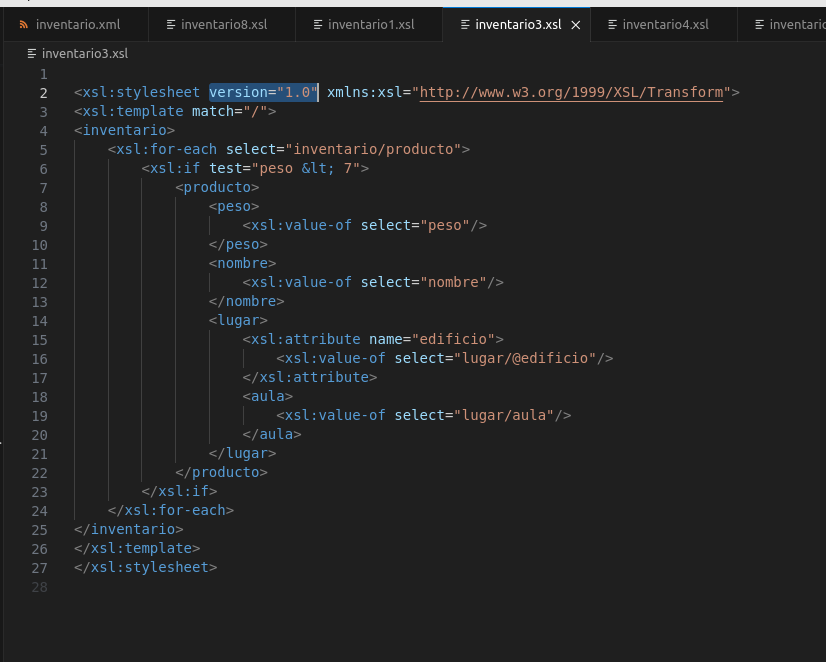 inventario.xml inventario8.xsl inventario1.xsl inventario3.xsl inventario4.xsl
inventario3.xsl
1
2 <xsl:stylesheet version="1.0" xmlns:xsl="http://www.w3.org/1999/XSL/Transform">
3 <xsl:template match="/">
4 <inventario>
5 <xsl:for-each select="inventario/producto">
6 <xsl:if test="peso &lt; 7">
7 <producto>
8 <peso>
9 <xsl:value-of select="peso"/>
10 </peso>
11 <nombre>
12 <xsl:value-of select="nombre"/>
13 </nombre>
14 <lugar>
15 <xsl:attribute name="edificio">
16 <xsl:value-of select="lugar/@edificio"/>
17 </xsl:attribute>
18 <aula>
19 <xsl:value-of select="lugar/aula"/>
20 </aula>
21 </lugar>
22 </producto>
23 </xsl:if>
24 </xsl:for-each>
25 </inventario>
26 </xsl:template>
27 </xsl:stylesheet>
28